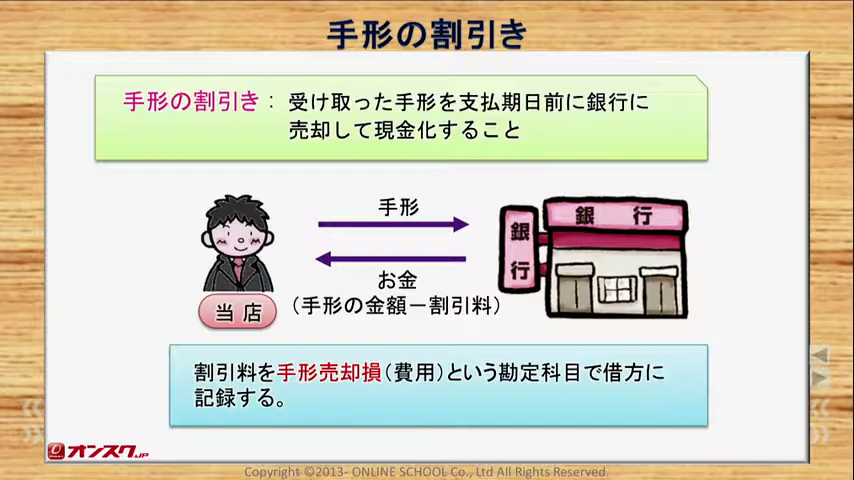 手形の割引き
手形の割引き： 受け取った手形を支払期日前に銀行に
売却して現金化すること
手形
銀行
銀行
お金
（手形の金額－割引料）
当店
割引料を手形売却損（費用）という勘定科目で借方に
記録する。
オンスク.JP
Copyright ©2013- ONLINE SCHOOL Co., Ltd All Rights Reserved.